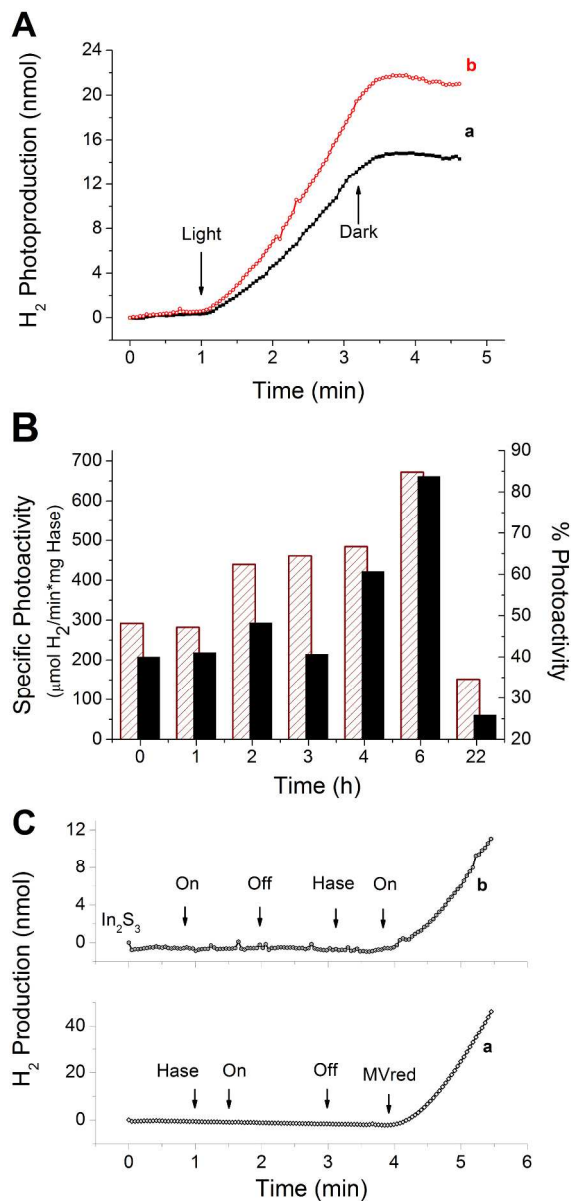 A
H₂ Photoproduction (nmol)
24
20
16
12
8
4
0
b
a
Light
Dark
0 1 2 3 4 5
Time (min)
B
Specific Photoactivity
(µmol H₂/min*mg Hase)
700
600
500
400
300
200
100
0
90
80
70
60
50
40
30
20
% Photoactivity
0 1 2 3 4 6 22
Time (h)
C
H₂ Production (nmol)
12
8
4
0
In₂S₃
On Off Hase On
b
40
20
0
Hase On Off MVred
a
0 1 2 3 4 5 6
Time (min)